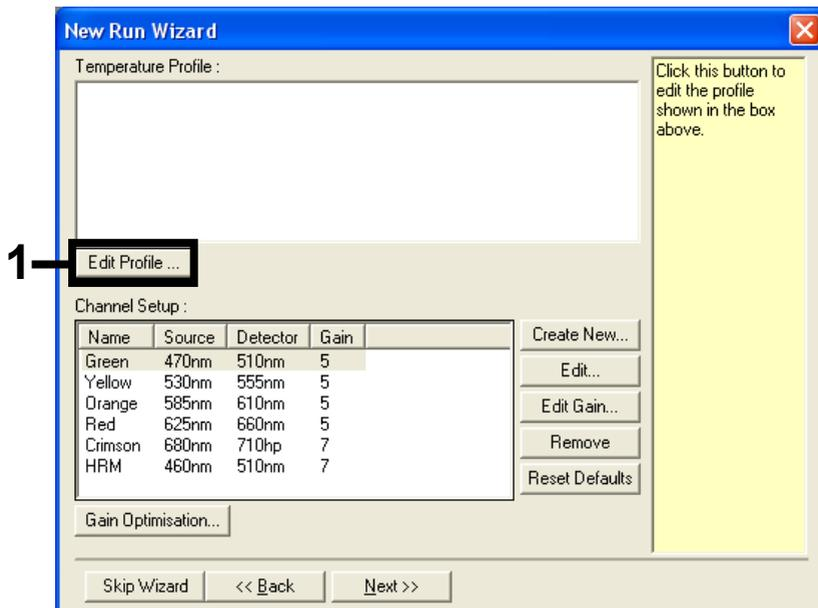 New Run Wizard
Temperature Profile :
Click this button to
edit the profile
shown in the box
above.
1
Edit Profile ...
Channel Setup :
Name Source Detector Gain
Green 470nm 510nm 5
Yellow 530nm 555nm 5
Orange 585nm 610nm 5
Red 625nm 660nm 5
Crimson 680nm 710hp 7
HRM 460nm 510nm 7
Create New...
Edit...
Edit Gain...
Remove
Reset Defaults
Gain Optimisation...
Skip Wizard << Back Next >>